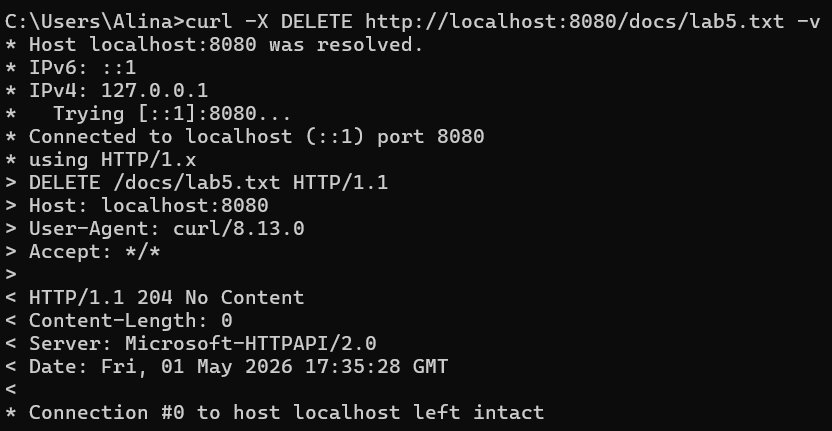 C:\Users\Alina>curl -X DELETE http://localhost:8080/docs/lab5.txt -v
* Host localhost:8080 was resolved.
* IPv6: ::1
* IPv4: 127.0.0.1
*   Trying [::1]:8080...
* Connected to localhost (::1) port 8080
* using HTTP/1.x
> DELETE /docs/lab5.txt HTTP/1.1
> Host: localhost:8080
> User-Agent: curl/8.13.0
> Accept: */*
>
< HTTP/1.1 204 No Content
< Content-Length: 0
< Server: Microsoft-HTTPAPI/2.0
< Date: Fri, 01 May 2026 17:35:28 GMT
<
* Connection #0 to host localhost left intact